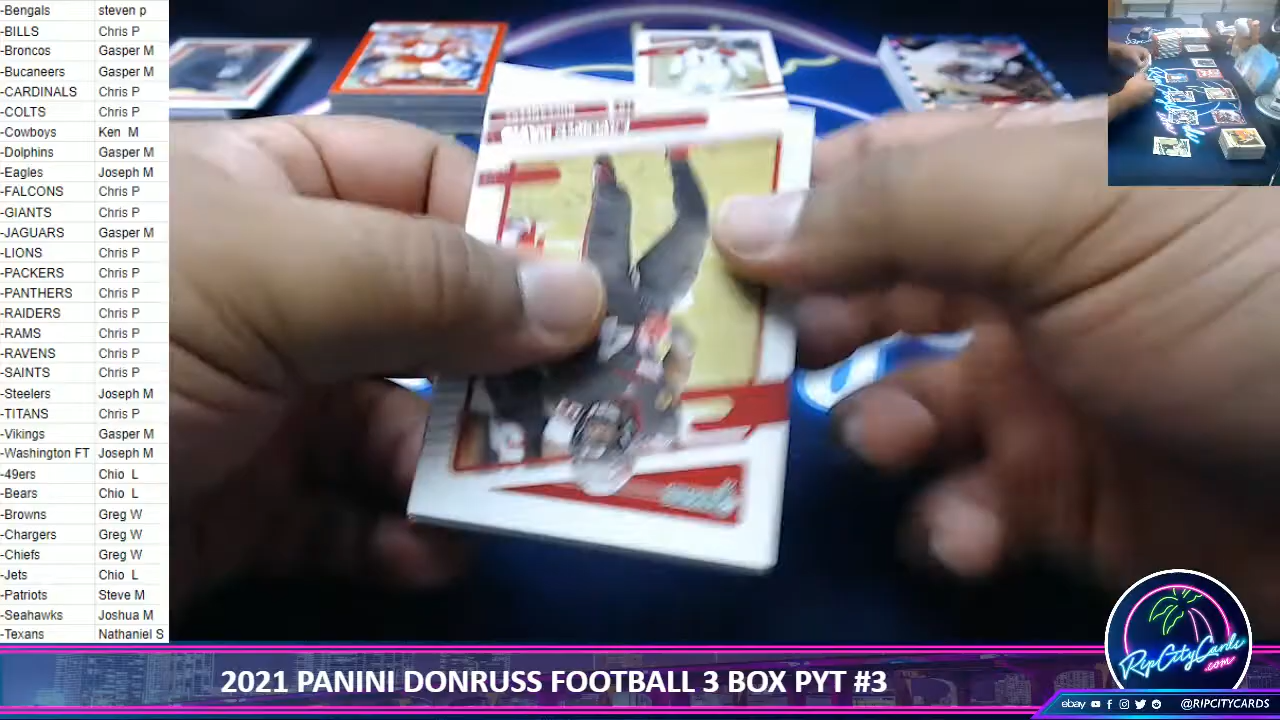 -Bengals steven p
-BILLS Chris P
-Broncos Gasper M
-Bucaneers Gasper M
-CARDINALS Chris P
-COLTS Chris P
-Cowboys Ken M
-Dolphins Gasper M
-Eagles Joseph M
-FALCONS Chris P
-GIANTS Chris P
-JAGUARS Gasper M
-LIONS Chris P
-PACKERS Chris P
-PANTHERS Chris P
-RAIDERS Chris P
-RAMS Chris P
-RAVENS Chris P
-SAINTS Chris P
-Steelers Joseph M
-TITANS Chris P
-Vikings Gasper M
-Washington FT Joseph M
-49ers Chio L
-Bears Chio L
-Browns Greg W
-Chargers Greg W
-Chiefs Greg W
-Jets Chio L
-Patriots Steve M
-Seahawks Joshua M
-Texans Nathaniel S
2021 PANINI DONRUSS FOOTBALL 3 BOX PYT #3
RipCityCards
.com
ebay @RIPCITYCARDS